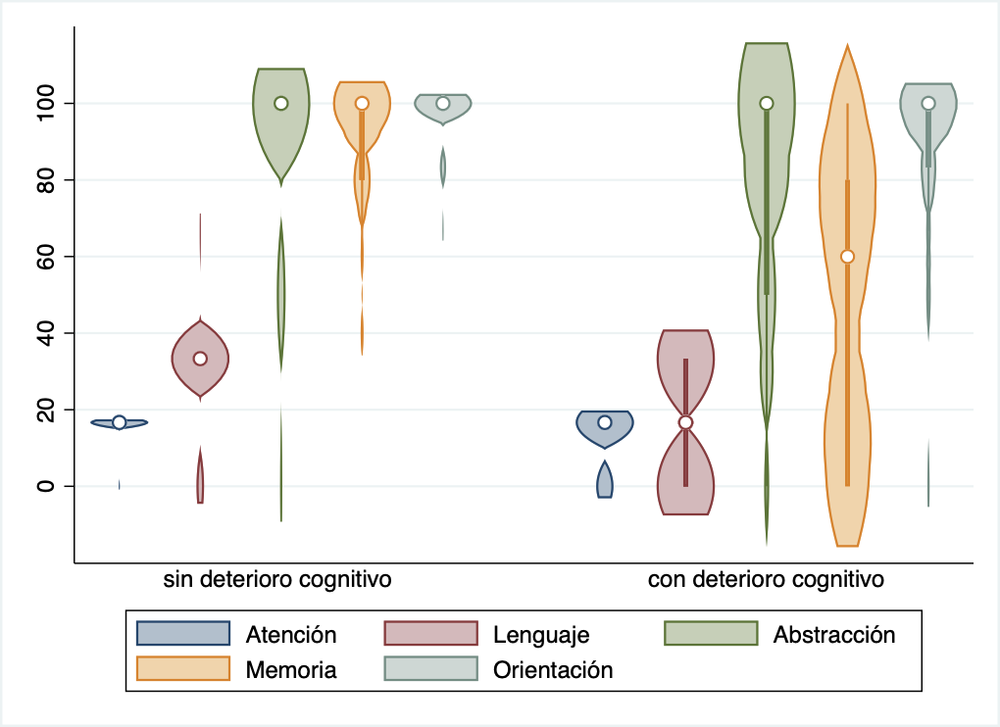 100
80
60
40
20
0
sin deterioro cognitivo con deterioro cognitivo
Atención Lenguaje Abstracción
Memoria Orientación